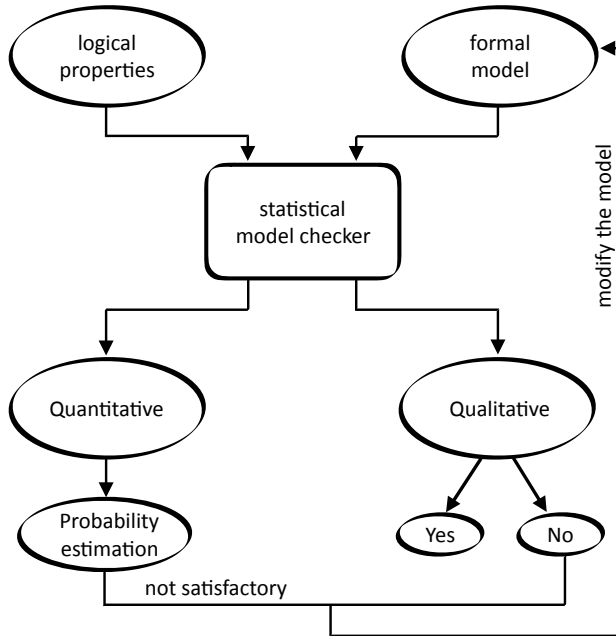 logical
properties
formal
model
modify the model
statistical
model checker
Quantitative
Qualitative
Probability
estimation
Yes
No
not satisfactory